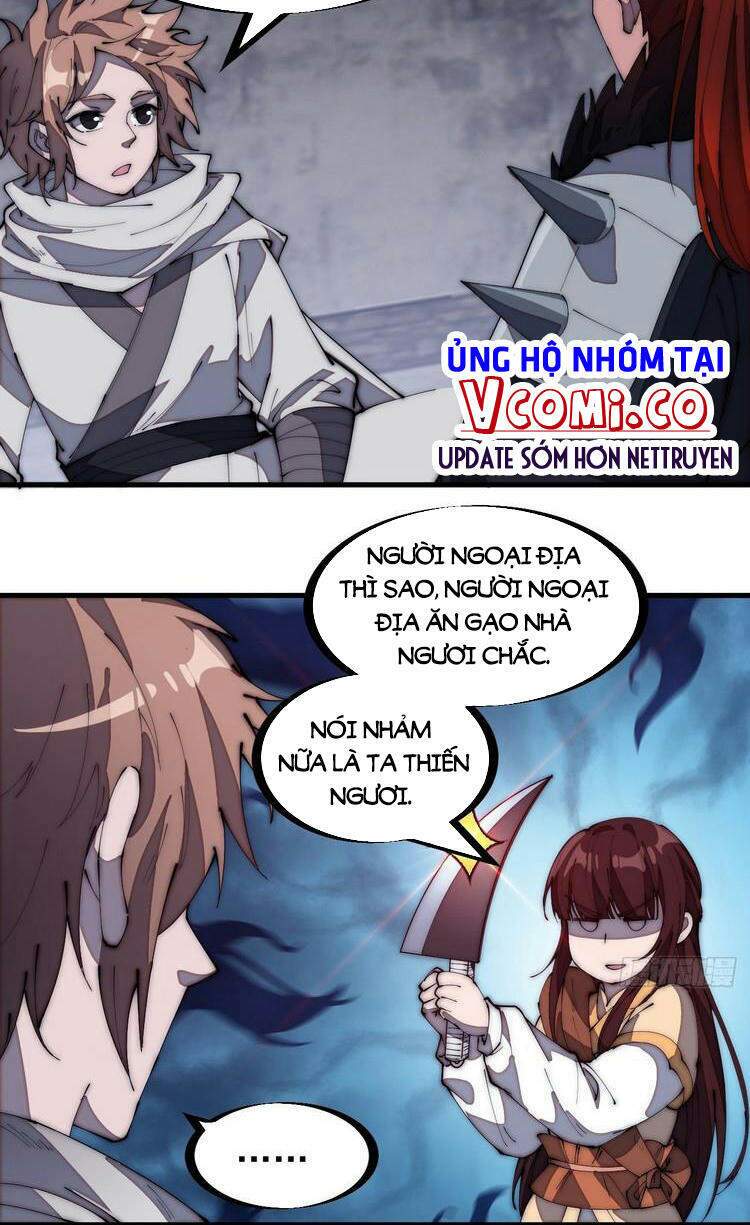 ỦNG HỘ NHÓM TẠI
VCOMI.CO
UPDATE SỚM HƠN NETTRUYEN
NGƯỜI NGOẠI ĐỊA
THÌ SAO, NGƯỜI NGOẠI
ĐỊA ĂN GẠO NHÀ
NGƯƠI CHẮC.
NÓI NHẢM
NỮA LÀ TA THIẾN
NGƯƠI.
......